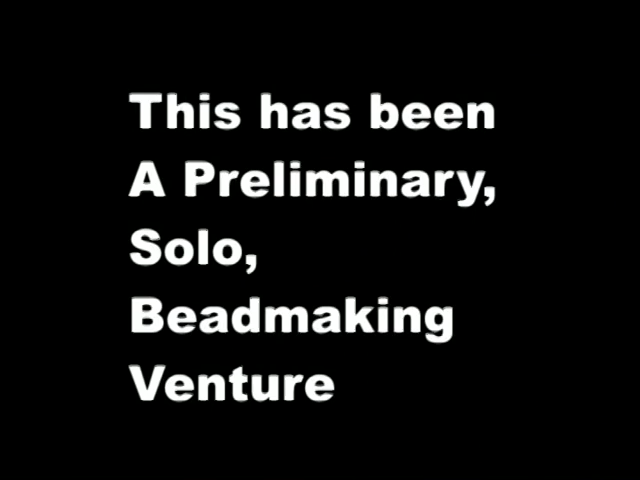 This has been
A Preliminary,
Solo,
Beadmaking
Venture